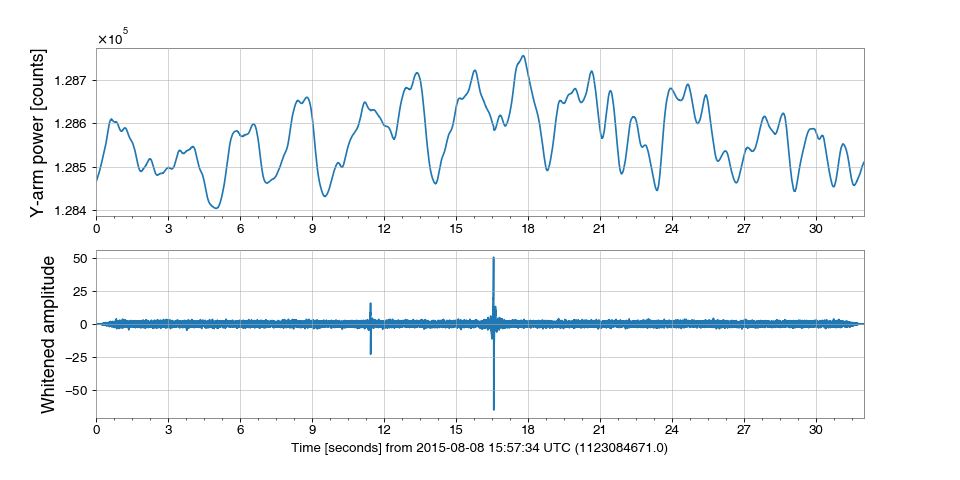 ×10⁵
Y-arm power [counts]
1.287
1.286
1.285
1.284
0 3 6 9 12 15 18 21 24 27 30
Whitened amplitude
50
25
0
−25
−50
0 3 6 9 12 15 18 21 24 27 30
Time [seconds] from 2015-08-08 15:57:34 UTC (1123084671.0)